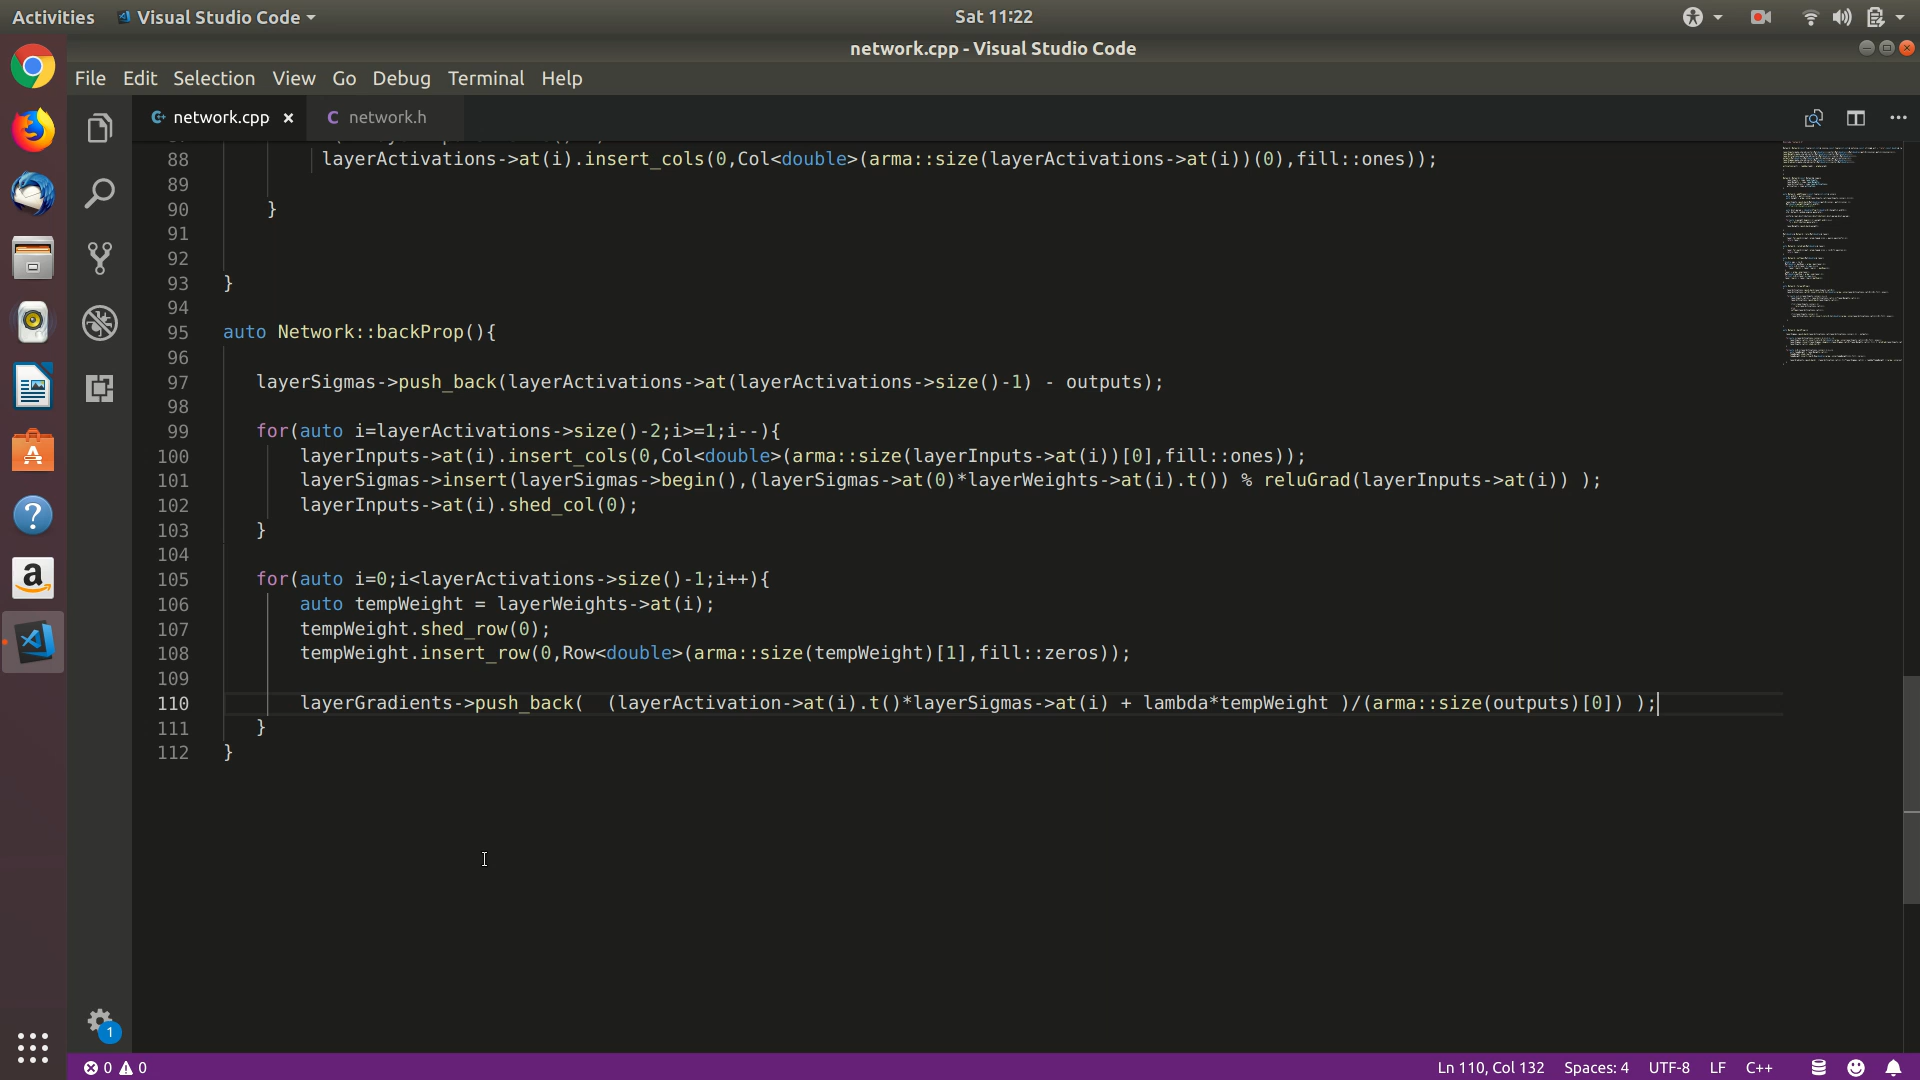 Activities Visual Studio Code Sat 11:22
network.cpp - Visual Studio Code
File Edit Selection View Go Debug Terminal Help
network.cpp network.h
88 layerActivations->at(i).insert_cols(0,Col<double>(arma::size(layerActivations->at(i))(0),fill::ones));
89
90 }
91
92
93 }
94
95 auto Network::backProp(){
96
97 layerSigmas->push_back(layerActivations->at(layerActivations->size()-1) - outputs);
98
99 for(auto i=layerActivations->size()-2;i>=1;i--){
100 layerInputs->at(i).insert_cols(0,Col<double>(arma::size(layerInputs->at(i))[0],fill::ones));
101 layerSigmas->insert(layerSigmas->begin(),(layerSigmas->at(0)*layerWeights->at(i).t()) % reluGrad(layerInputs->at(i)) );
102 layerInputs->at(i).shed_col(0);
103 }
104
105 for(auto i=0;i<layerActivations->size()-1;i++){
106 auto tempWeight = layerWeights->at(i);
107 tempWeight.shed_row(0);
108 tempWeight.insert_row(0,Row<double>(arma::size(tempWeight)[1],fill::zeros));
109
110 layerGradients->push_back(  (layerActivation->at(i).t()*layerSigmas->at(i) + lambda*tempWeight )/(arma::size(outputs)[0]) );
111 }
112 }
1
0 0 Ln 110, Col 132 Spaces: 4 UTF-8 LF C++